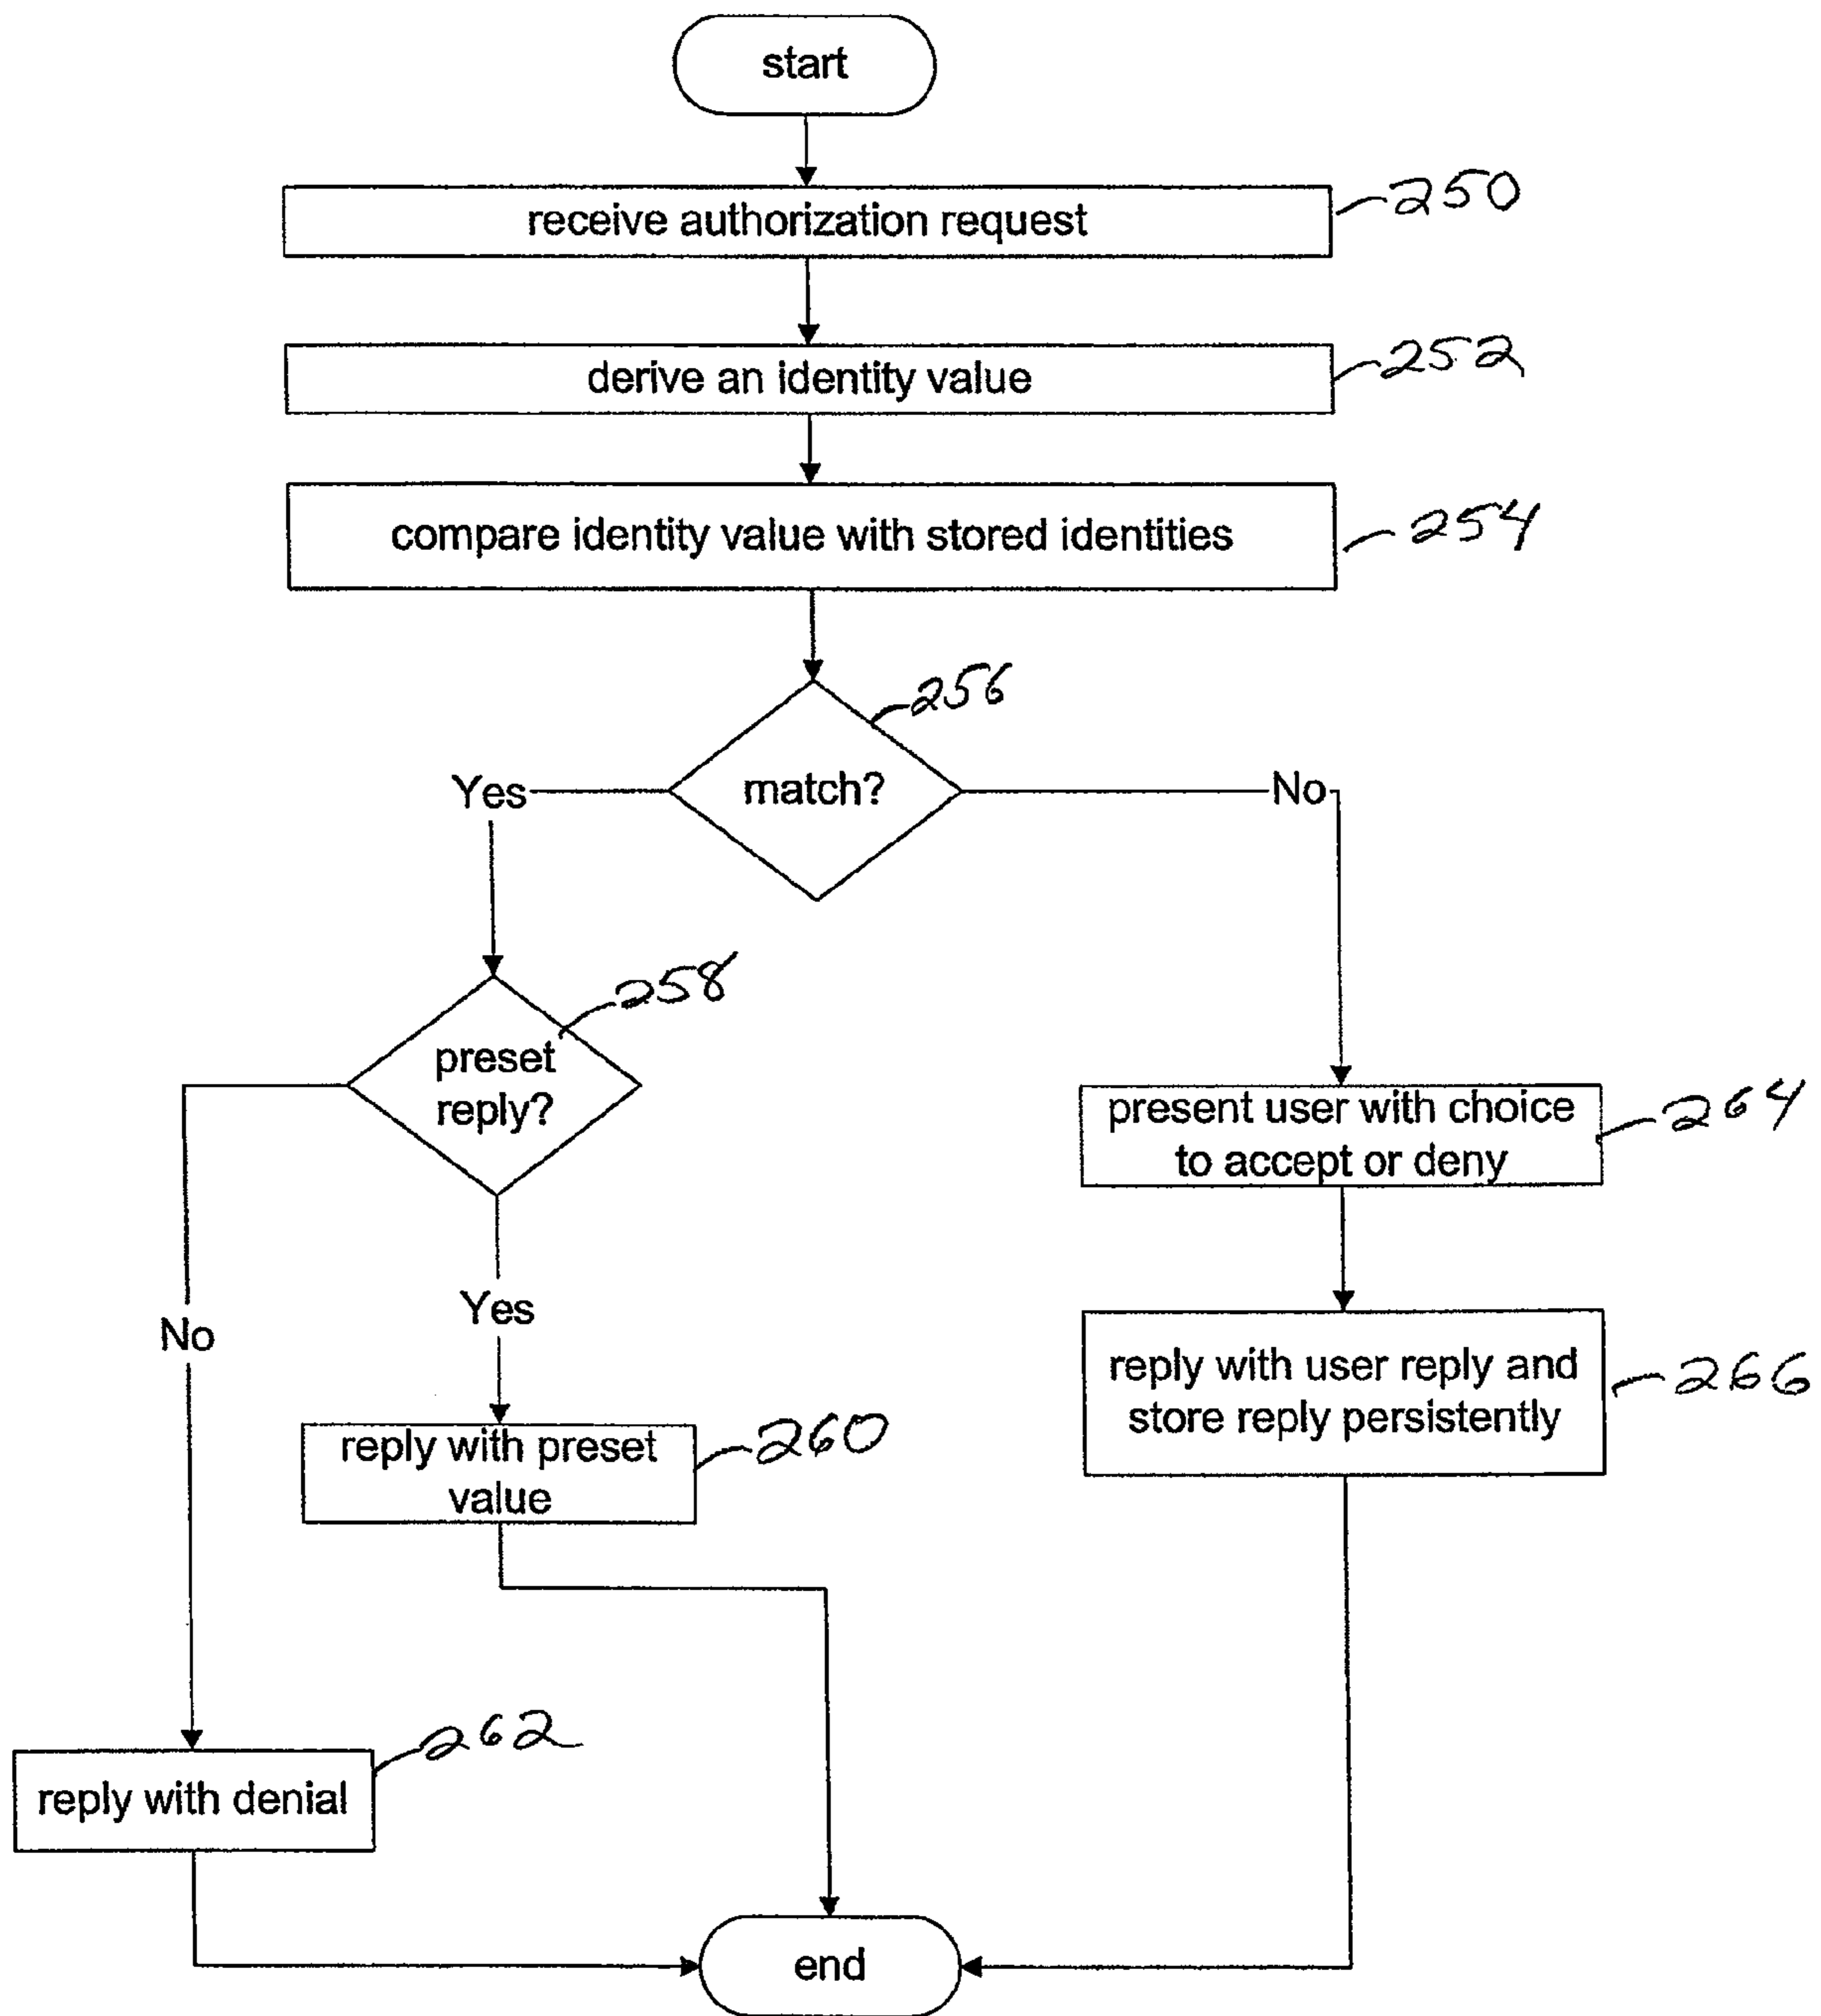 start
receive authorization request
250
derive an identity value
252
compare identity value with stored identities
254
256
match?
Yes
No
258
preset
reply?
Yes
No
reply with preset
value
260
reply with denial
262
present user with choice
to accept or deny
264
reply with user reply and
store reply persistently
266
end